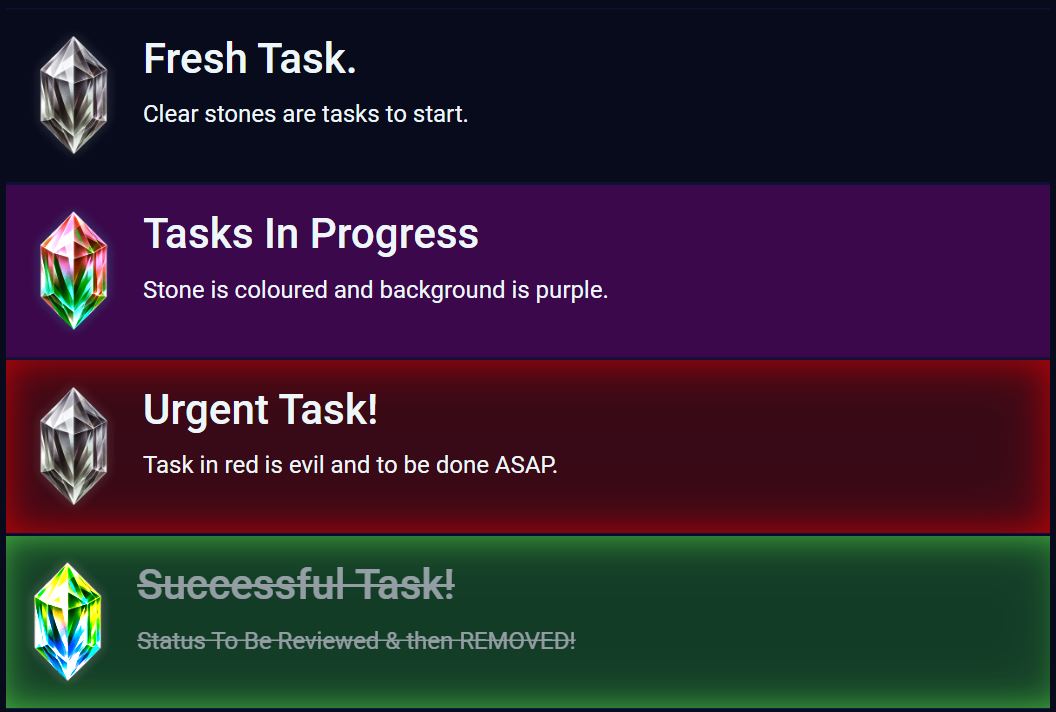 Fresh Task.
Clear stones are tasks to start.
Tasks In Progress
Stone is coloured and background is purple.
Urgent Task!
Task in red is evil and to be done ASAP.
Successful Task!
Status To Be Reviewed & then REMOVED!